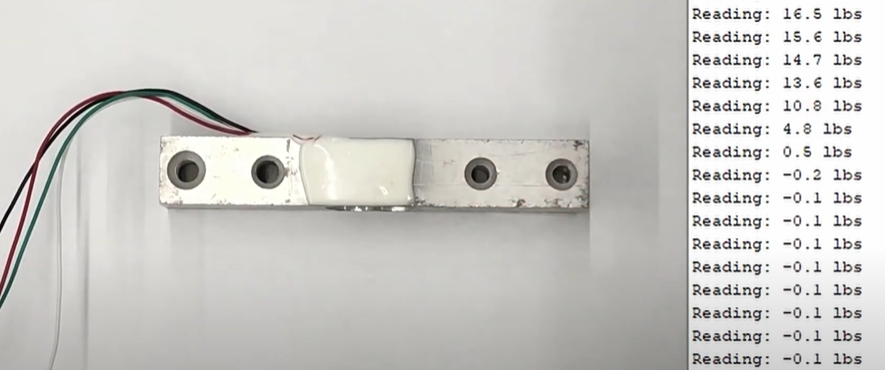 Reading: 16.5 lbs
Reading: 15.6 lbs
Reading: 14.7 lbs
Reading: 13.6 lbs
Reading: 10.8 lbs
Reading: 4.8 lbs
Reading: 0.5 lbs
Reading: -0.2 lbs
Reading: -0.1 lbs
Reading: -0.1 lbs
Reading: -0.1 lbs
Reading: -0.1 lbs
Reading: -0.1 lbs
Reading: -0.1 lbs
Reading: -0.1 lbs
Reading: -0.1 lbs